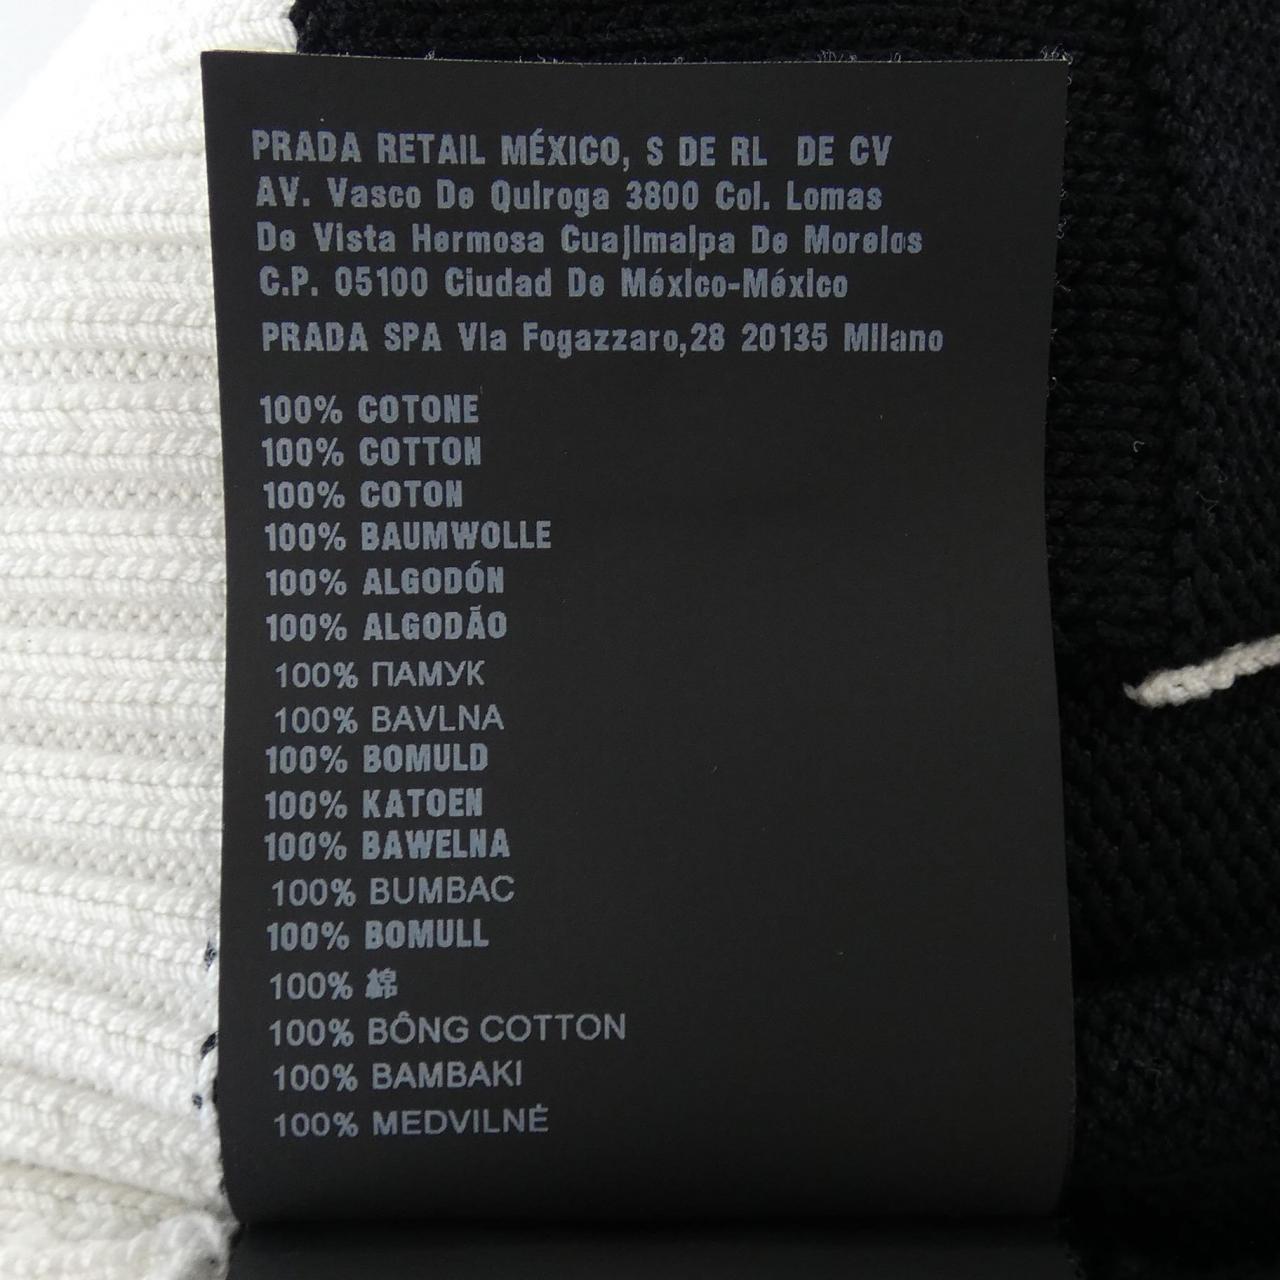 PRADA RETAIL MÉXICO, S DE RL DE CV
AV. Vasco De Quiroga 3800 Col. Lomas
De Vista Hermosa Cuajimalpa De Morelos
C.P. 05100 Ciudad De México-México
PRADA SPA Via Fogazzaro,28 20135 Milano
100% COTONE
100% COTTON
100% COTON
100% BAUMWOLLE
100% ALGODÓN
100% ALGODÃO
100% ПАМУК
100% BAVLNA
100% BOMULD
100% KATOEN
100% BAWEŁNA
100% BUMBAC
100% BOMULL
100% 棉
100% BÔNG COTTON
100% BAMBAKI
100% MEDVILNĖ